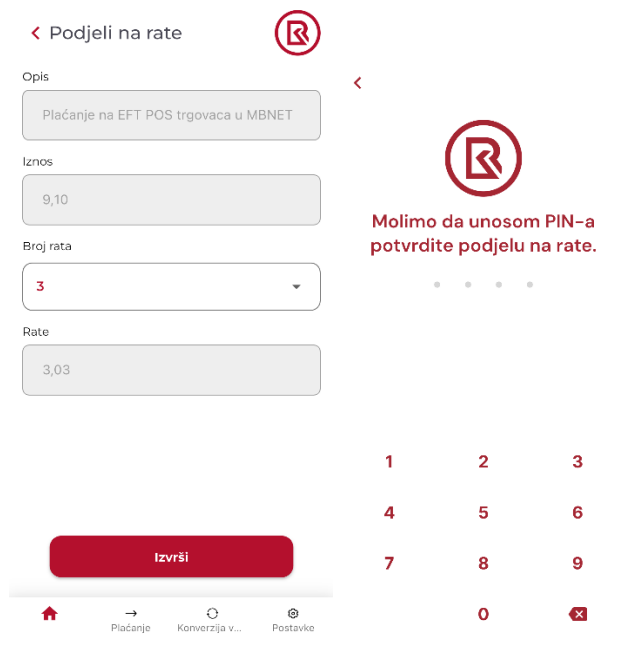 Podjeli na rate
Opis
Plaćanje na EFT POS trgovaca u MBNET
Iznos
9,10
Broj rata
3
Rate
3,03
Izvrši
Plaćanje
Konverzija v...
Postavke
Molimo da unosom PIN-a
potvrdite podjelu na rate.
1 2 3
4 5 6
7 8 9
0